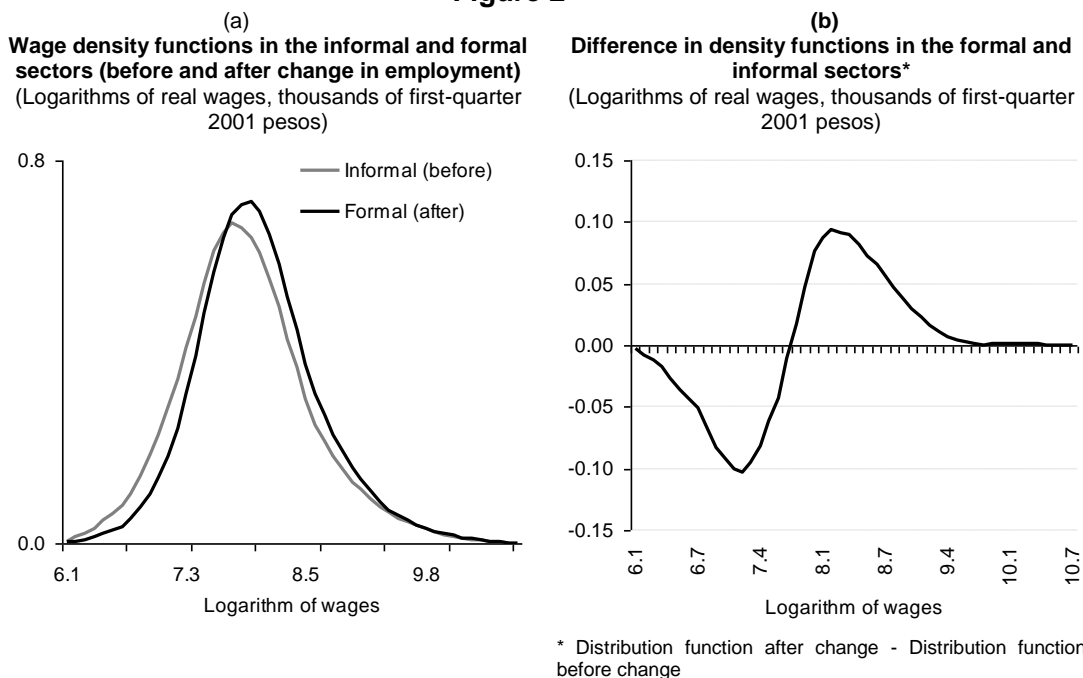 (a)
Wage density functions in the informal and formal
sectors (before and after change in employment)
(Logarithms of real wages, thousands of first-quarter
2001 pesos)
0.8
Informal (before)
Formal (after)
0.0
6.1 7.3 8.5 9.8
Logarithm of wages
(b)
Difference in density functions in the formal and
informal sectors*
(Logarithms of real wages, thousands of first-quarter
2001 pesos)
0.15
0.10
0.05
0.00
-0.05
-0.10
-0.15
6.1 6.7 7.4 8.1 8.7 9.4 10.1 10.7
Logarithm of wages
* Distribution function after change - Distribution function
before change